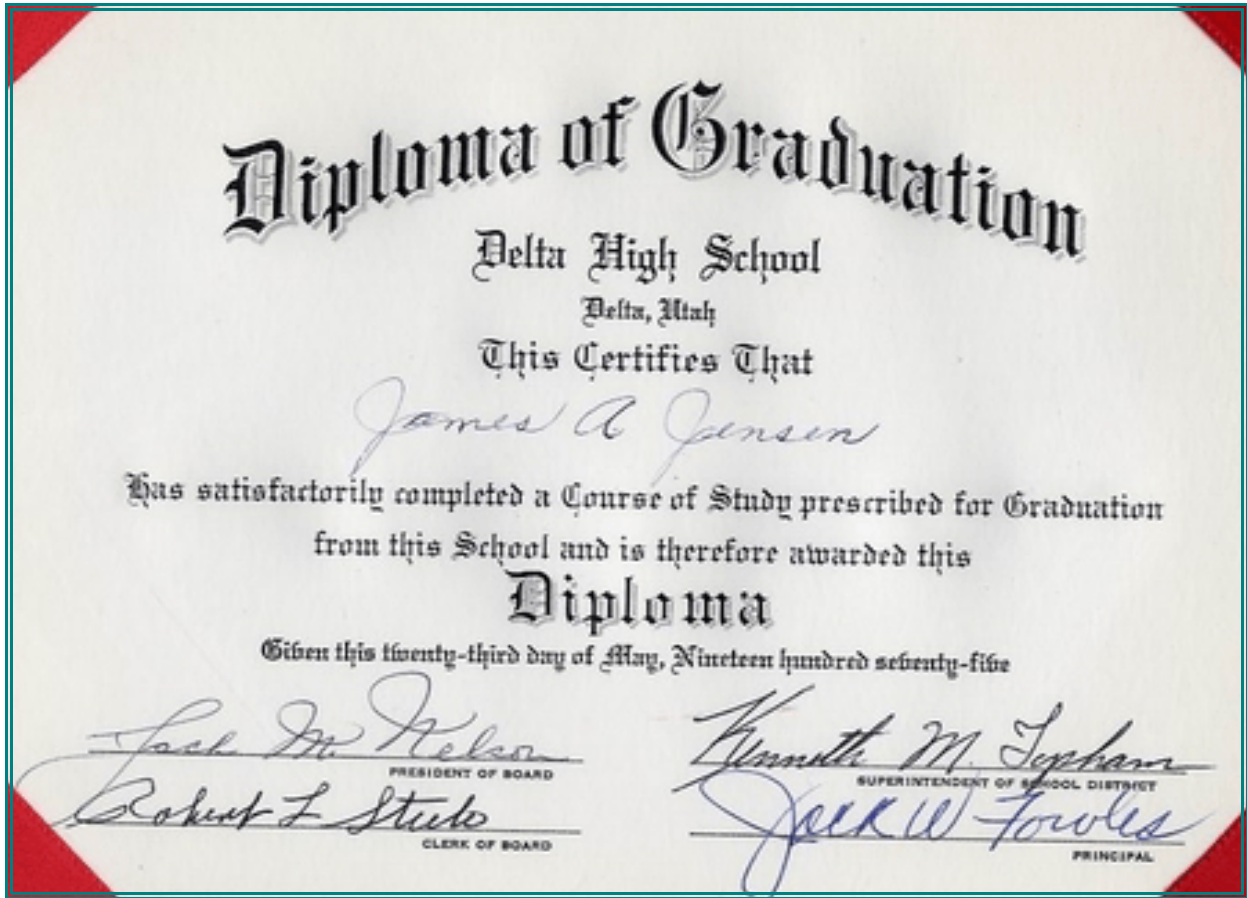 Diploma of Graduation
Delta High School
Delta, Utah
This Certifies That
James A Jensen
Has satisfactorily completed a Course of Study prescribed for Graduation
from this School and is therefore awarded this
Diploma
Given this twenty-third day of May, Nineteen hundred seventy-five
Jack M. Nelson
PRESIDENT OF BOARD
Kenneth M. Topham
SUPERINTENDENT OF SCHOOL DISTRICT
Robert L
CLERK OF BOARD
Jack W Fowles
PRINCIPAL